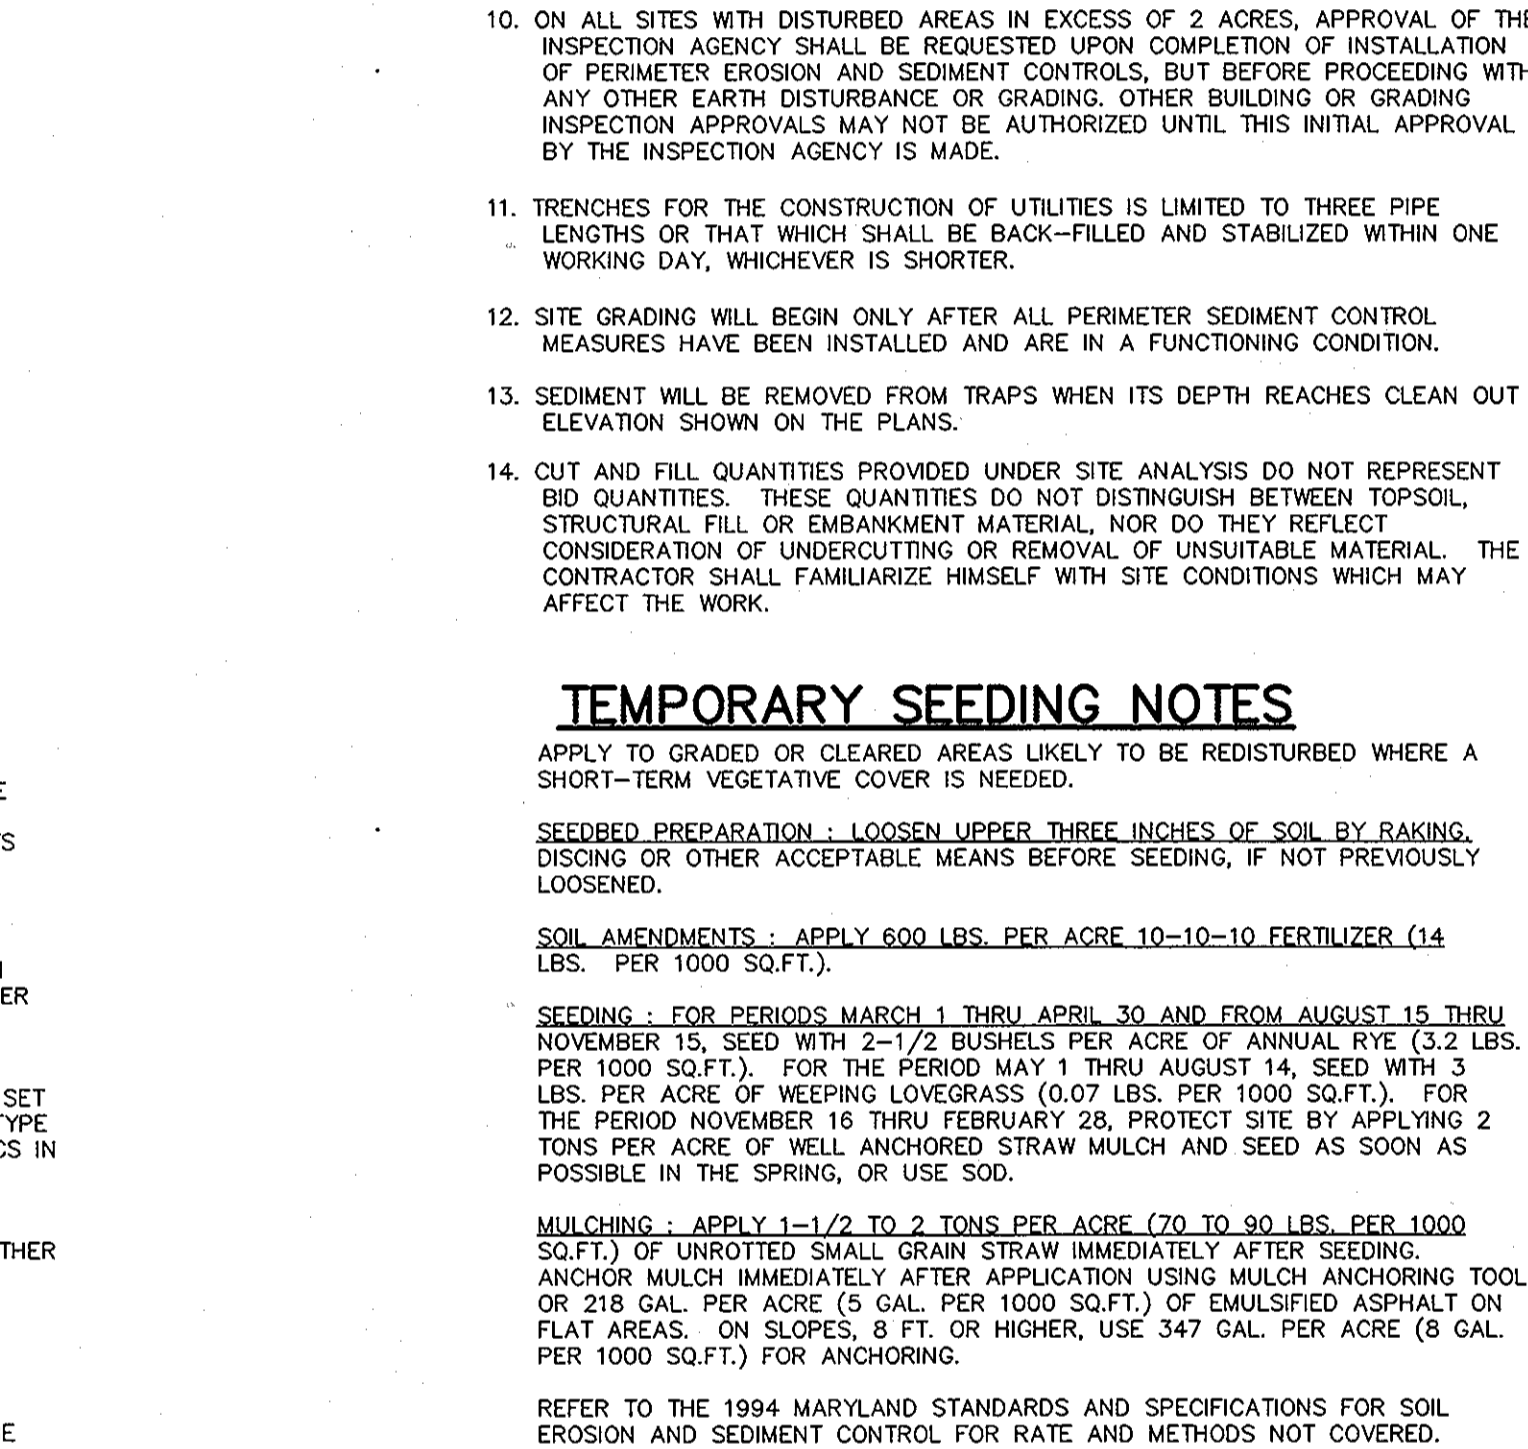 10. ON ALL SITES WITH DISTURBED AREAS IN EXCESS OF 2 ACRES, APPROVAL OF THE
INSPECTION AGENCY SHALL BE REQUESTED UPON COMPLETION OF INSTALLATION
OF PERIMETER EROSION AND SEDIMENT CONTROLS, BUT BEFORE PROCEEDING WITH
ANY OTHER EARTH DISTURBANCE OR GRADING. OTHER BUILDING OR GRADING
INSPECTION APPROVALS MAY NOT BE AUTHORIZED UNTIL THIS INITIAL APPROVAL
BY THE INSPECTION AGENCY IS MADE.
11. TRENCHES FOR THE CONSTRUCTION OF UTILITIES IS LIMITED TO THREE PIPE
LENGTHS OR THAT WHICH SHALL BE BACK-FILLED AND STABILIZED WITHIN ONE
WORKING DAY, WHICHEVER IS SHORTER.
12. SITE GRADING WILL BEGIN ONLY AFTER ALL PERIMETER SEDIMENT CONTROL
MEASURES HAVE BEEN INSTALLED AND ARE IN A FUNCTIONING CONDITION.
13. SEDIMENT WILL BE REMOVED FROM TRAPS WHEN ITS DEPTH REACHES CLEAN OUT
ELEVATION SHOWN ON THE PLANS.
14. CUT AND FILL QUANTITIES PROVIDED UNDER SITE ANALYSIS DO NOT REPRESENT
BID QUANTITIES. THESE QUANTITIES DO NOT DISTINGUISH BETWEEN TOPSOIL,
STRUCTURAL FILL OR EMBANKMENT MATERIAL, NOR DO THEY REFLECT
CONSIDERATION OF UNDERCUTTING OR REMOVAL OF UNSUITABLE MATERIAL. THE
CONTRACTOR SHALL FAMILIARIZE HIMSELF WITH SITE CONDITIONS WHICH MAY
AFFECT THE WORK.
TEMPORARY SEEDING NOTES
APPLY TO GRADED OR CLEARED AREAS LIKELY TO BE REDISTURBED WHERE A
SHORT-TERM VEGETATIVE COVER IS NEEDED.
SEEDBED PREPARATION : LOOSEN UPPER THREE INCHES OF SOIL BY RAKING,
DISCING OR OTHER ACCEPTABLE MEANS BEFORE SEEDING, IF NOT PREVIOUSLY
LOOSENED.
SOIL AMENDMENTS : APPLY 600 LBS. PER ACRE 10-10-10 FERTILIZER (14
LBS. PER 1000 SQ.FT.).
SEEDING : FOR PERIODS MARCH 1 THRU APRIL 30 AND FROM AUGUST 15 THRU
NOVEMBER 15, SEED WITH 2-1/2 BUSHELS PER ACRE OF ANNUAL RYE (3.2 LBS.
PER 1000 SQ.FT.). FOR THE PERIOD MAY 1 THRU AUGUST 14, SEED WITH 3
LBS. PER ACRE OF WEEPING LOVEGRASS (0.07 LBS. PER 1000 SQ.FT.). FOR
THE PERIOD NOVEMBER 16 THRU FEBRUARY 28, PROTECT SITE BY APPLYING 2
TONS PER ACRE OF WELL ANCHORED STRAW MULCH AND SEED AS SOON AS
POSSIBLE IN THE SPRING, OR USE SOD.
MULCHING : APPLY 1-1/2 TO 2 TONS PER ACRE (70 TO 90 LBS. PER 1000
SQ.FT.) OF UNROTTED SMALL GRAIN STRAW IMMEDIATELY AFTER SEEDING.
ANCHOR MULCH IMMEDIATELY AFTER APPLICATION USING MULCH ANCHORING TOOL
OR 218 GAL. PER ACRE (5 GAL. PER 1000 SQ.FT.) OF EMULSIFIED ASPHALT ON
FLAT AREAS. ON SLOPES, 8 FT. OR HIGHER, USE 347 GAL. PER ACRE (8 GAL.
PER 1000 SQ.FT.) FOR ANCHORING.
REFER TO THE 1994 MARYLAND STANDARDS AND SPECIFICATIONS FOR SOIL
EROSION AND SEDIMENT CONTROL FOR RATE AND METHODS NOT COVERED.
SET
IN